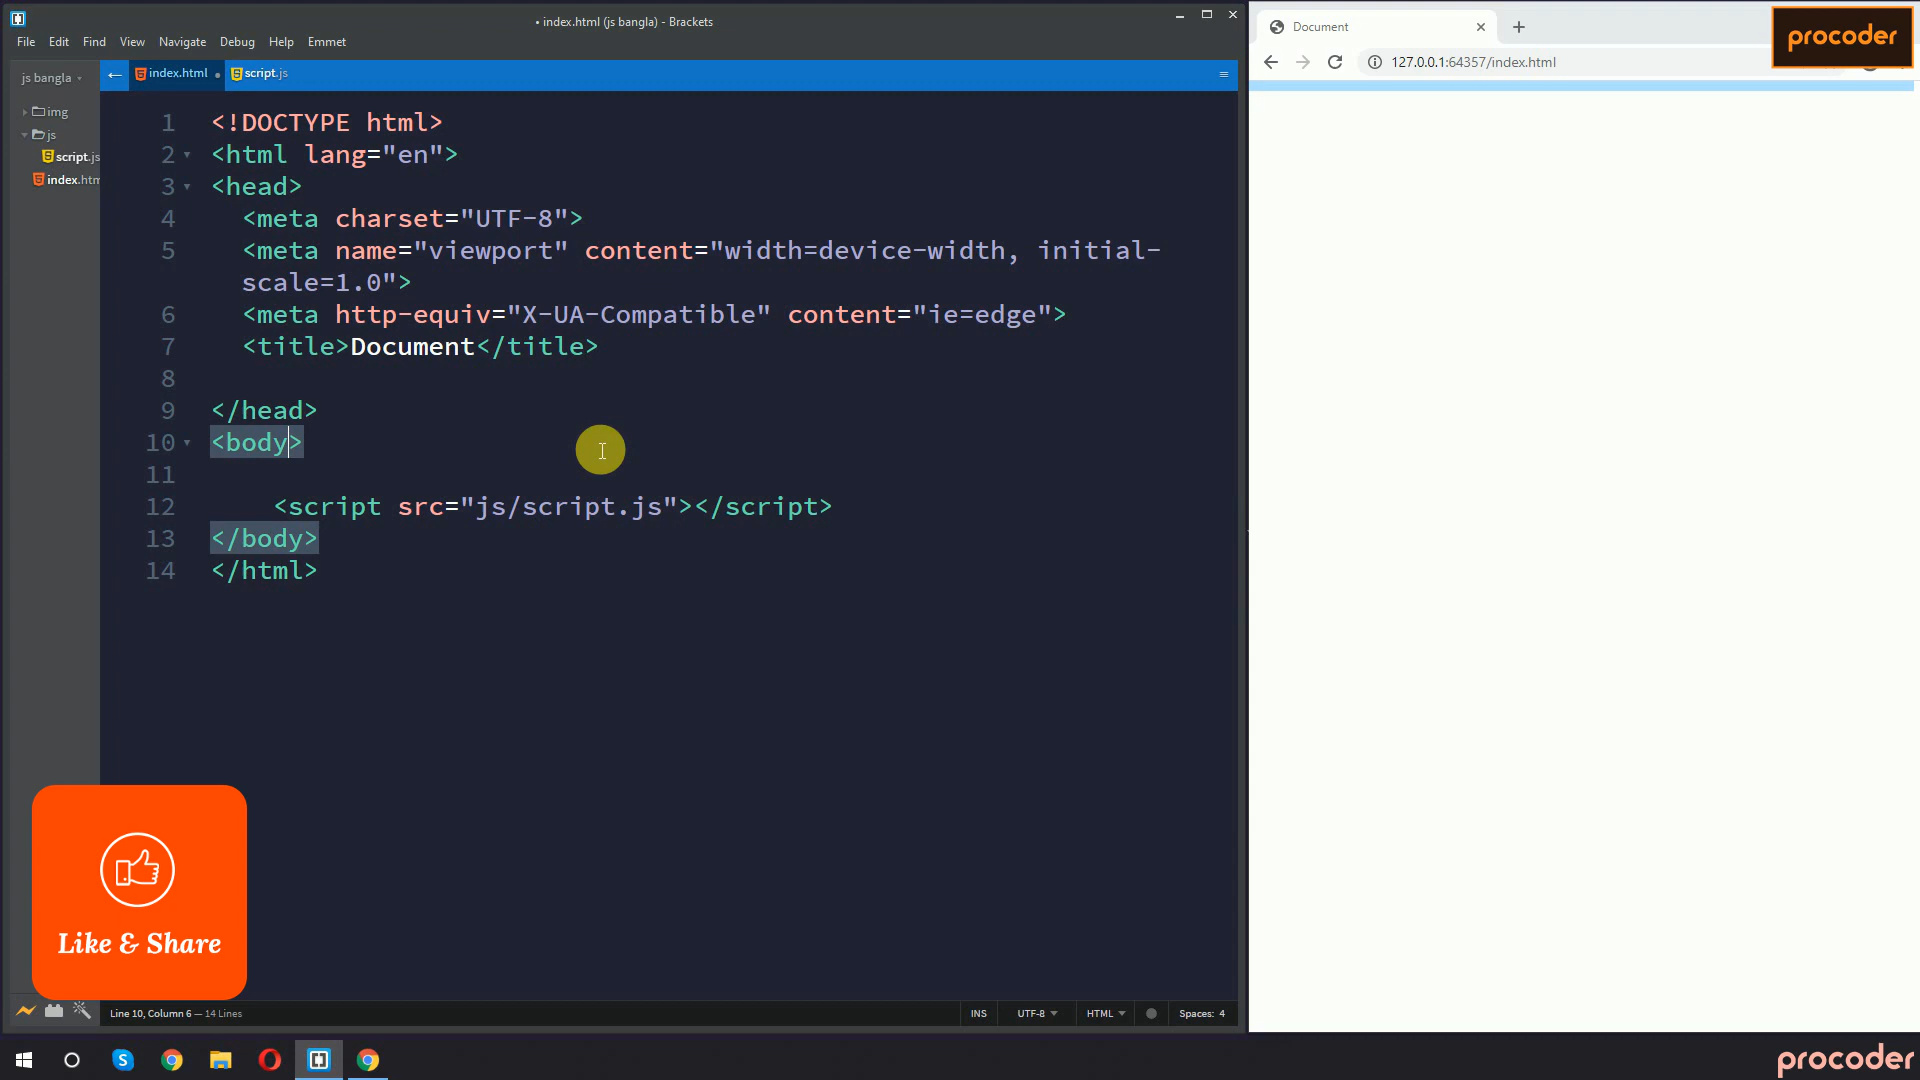 • index.html (js bangla) - Brackets
File Edit Find View Navigate Debug Help Emmet
js bangla
index.html
script.js
img
js
script.js
index.htm
1 <!DOCTYPE html>
2 <html lang="en">
3 <head>
4 <meta charset="UTF-8">
5 <meta name="viewport" content="width=device-width, initial-
scale=1.0">
6 <meta http-equiv="X-UA-Compatible" content="ie=edge">
7 <title>Document</title>
8
9 </head>
10 <body>
11
12 <script src="js/script.js"></script>
13 </body>
14 </html>
Like & Share
Line 10, Column 6 — 14 Lines
INS
UTF-8
HTML
Spaces: 4
Document
127.0.0.1:64357/index.html
procoder
procoder